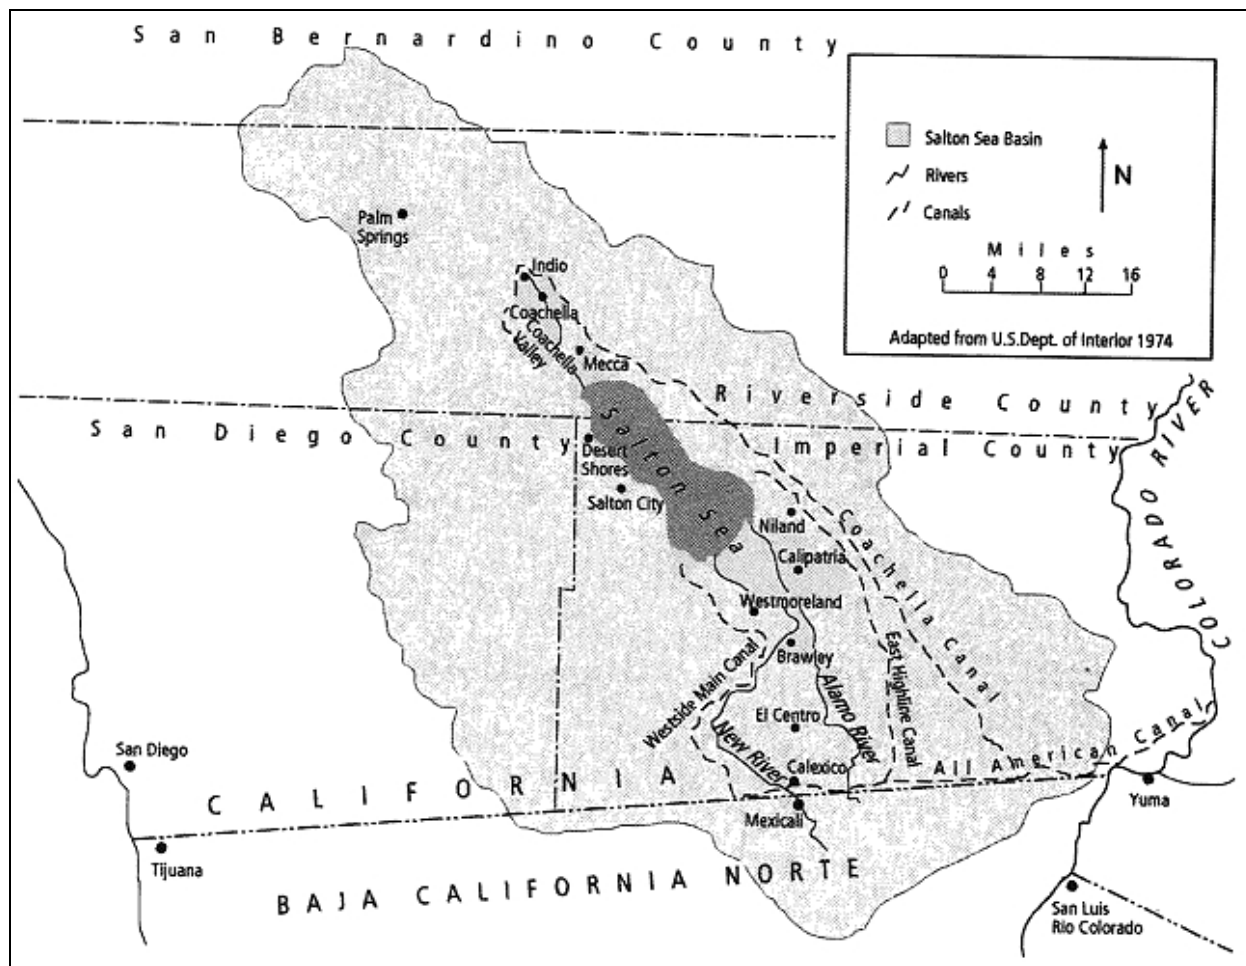 San Bernardino County
Salton Sea Basin
Rivers
Canals
N
Miles
0 4 8 12 16
Adapted from U.S.Dept. of Interior 1974
Palm
Springs
Indio
Coachella
Coachella
Valley
Mecca
Riverside County
San Diego County
Imperial County
Desert
Shores
Salton City
Salton Sea
Niland
Calipatria
Westmoreland
Brawley
Coachella Canal
East Highline Canal
Westside Main Canal
Alamo River
New River
El Centro
Calexico
All American Canal
COLORADO RIVER
San Diego
CALIFORNIA
Mexicali
Yuma
Tijuana
BAJA CALIFORNIA NORTE
San Luis
Rio Colorado